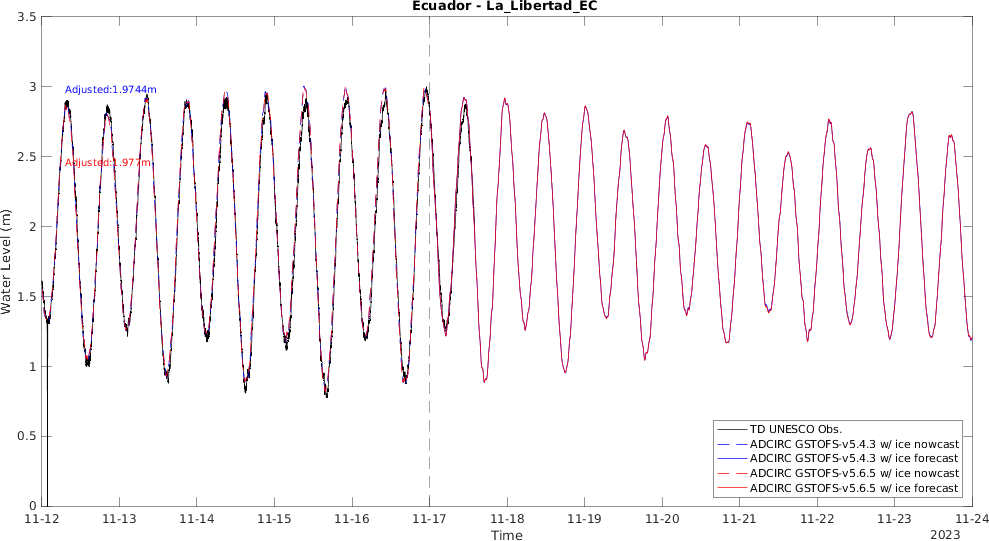 Ecuador - La_Libertad_EC
3.5
3
2.5
2
1.5
1
0.5
0
Water Level (m)
Adjusted:1.9744m
Adjusted:1.977m
TD UNESCO Obs.
ADCIRC GSTOFS-v5.4.3 w/ ice nowcast
ADCIRC GSTOFS-v5.4.3 w/ ice forecast
ADCIRC GSTOFS-v5.6.5 w/ ice nowcast
ADCIRC GSTOFS-v5.6.5 w/ ice forecast
11-12 11-13 11-14 11-15 11-16 11-17 11-18 11-19 11-20 11-21 11-22 11-23 11-24
Time
2023